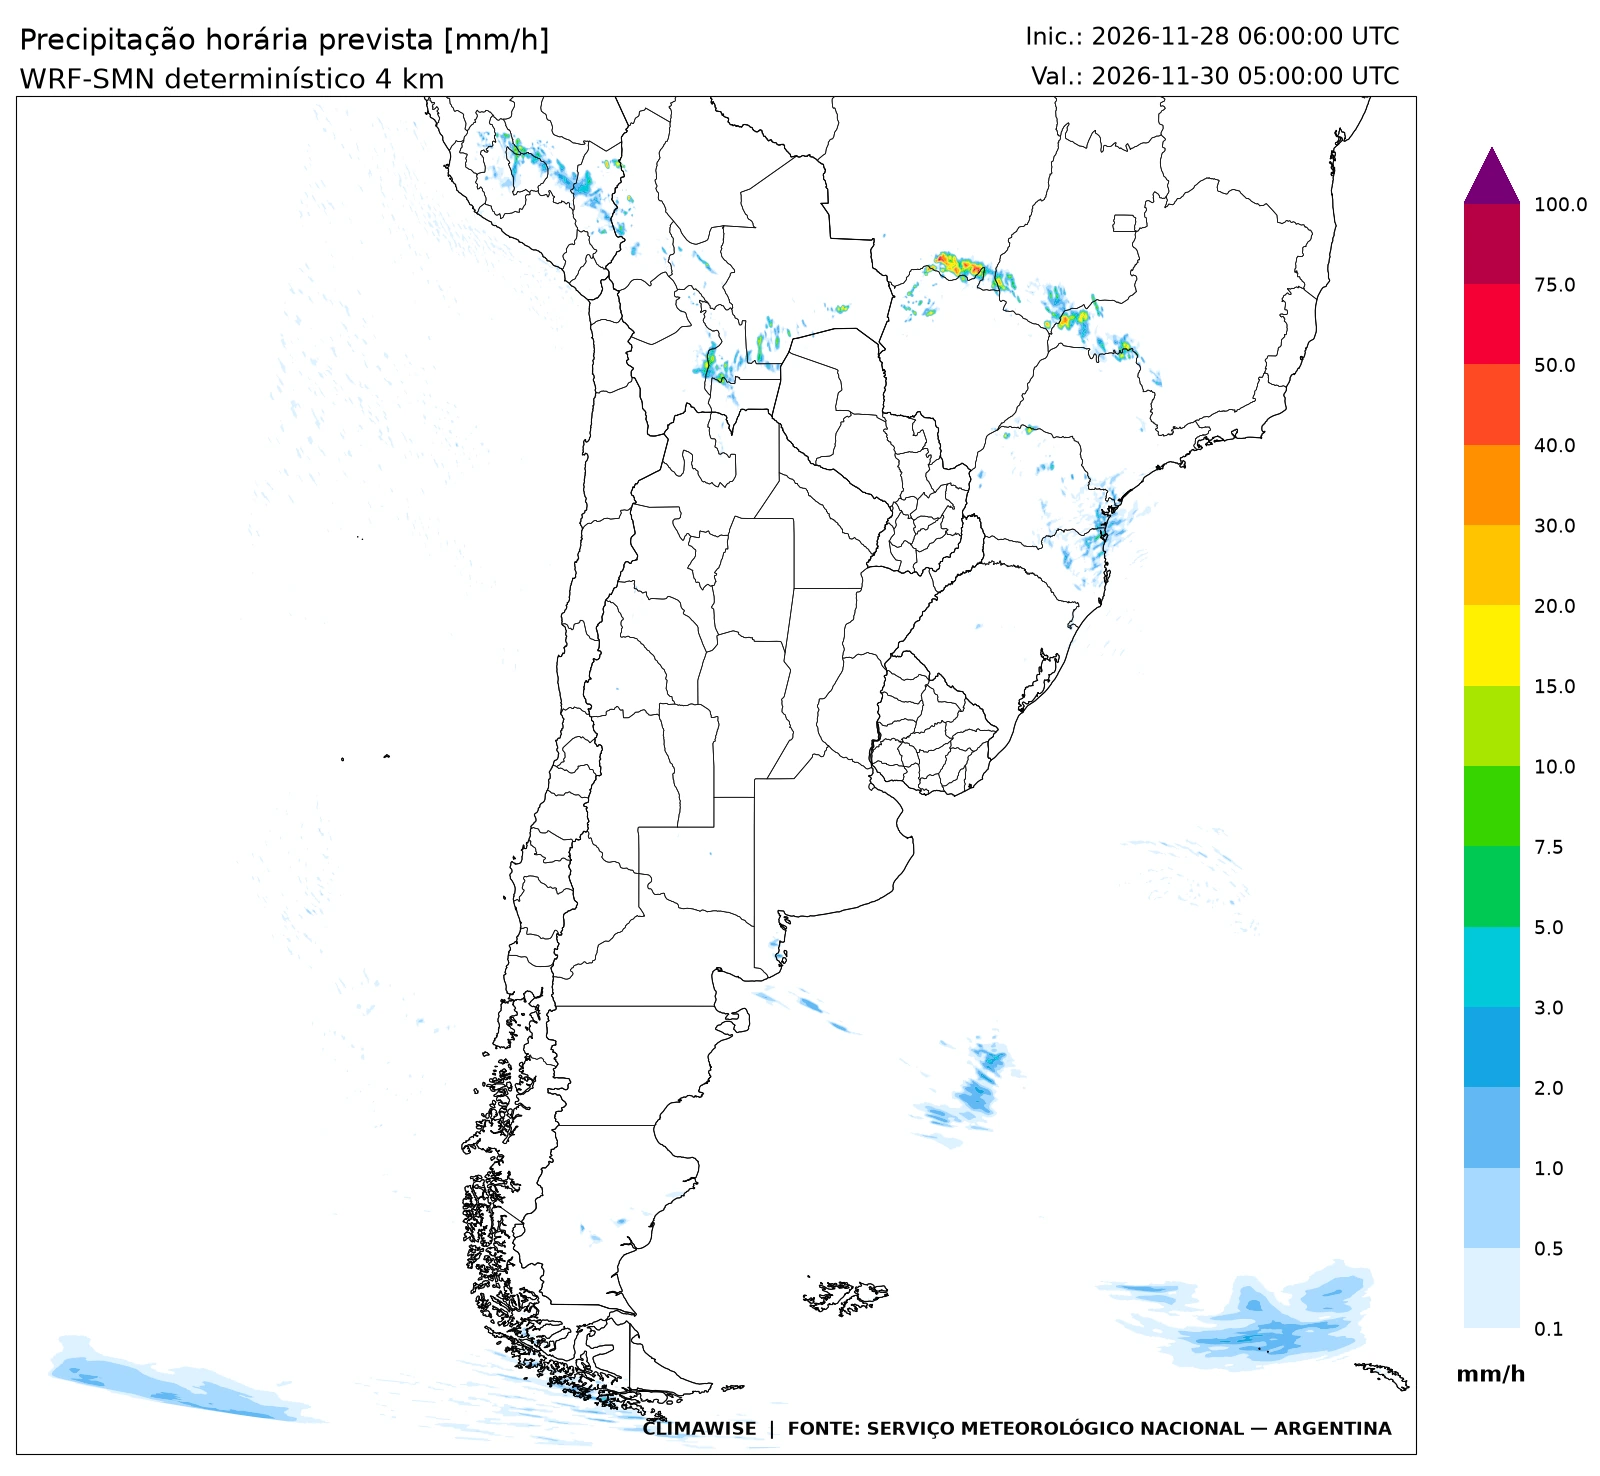 Precipitação horária prevista [mm/h]
WRF-SMN determinístico 4 km
Inic.: 2026-11-28 06:00:00 UTC
Val.: 2026-11-30 05:00:00 UTC
100.0
75.0
50.0
40.0
30.0
20.0
15.0
10.0
7.5
5.0
3.0
2.0
1.0
0.5
0.1
mm/h
CLIMAWISE | FONTE: SERVIÇO METEOROLÓGICO NACIONAL — ARGENTINA